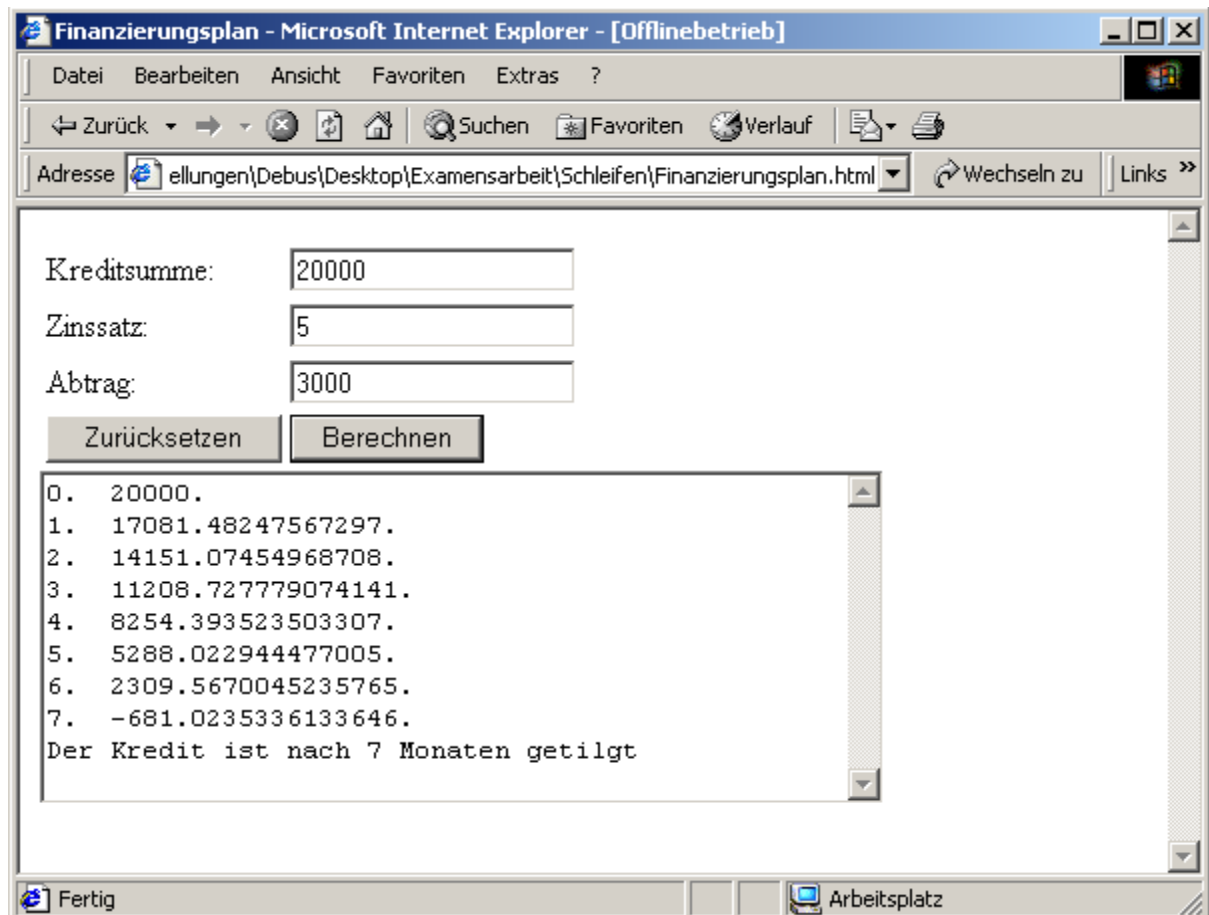 Finanzierungsplan - Microsoft Internet Explorer - [Offlinebetrieb]
Datei Bearbeiten Ansicht Favoriten Extras ?
Zurück Suchen Favoriten Verlauf
Adresse ellungen\Debus\Desktop\Examensarbeit\Schleifen\Finanzierungsplan.html Wechseln zu Links »
Kreditsumme: 20000
Zinssatz: 5
Abtrag: 3000
Zurücksetzen Berechnen
0. 20000.
1. 17081.48247567297.
2. 14151.07454968708.
3. 11208.727779074141.
4. 8254.393523503307.
5. 5288.022944477005.
6. 2309.5670045235765.
7. -681.0235336133646.
Der Kredit ist nach 7 Monaten getilgt
Fertig Arbeitsplatz